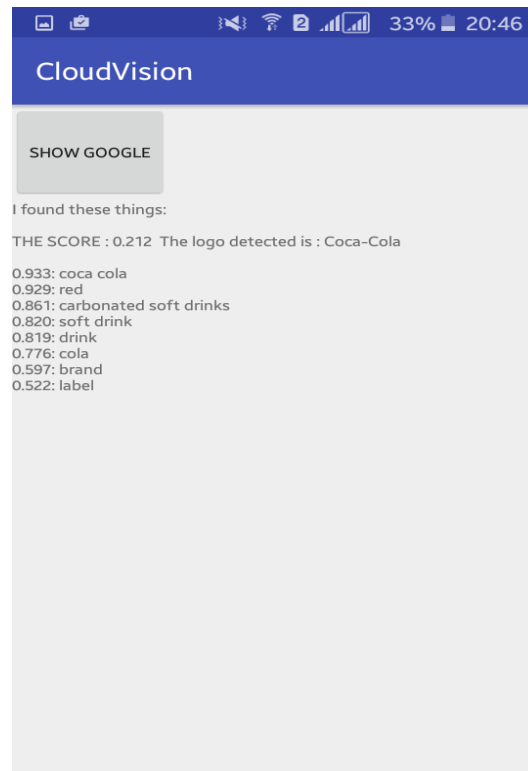 2 33% 20:46
CloudVision
SHOW GOOGLE
I found these things:
THE SCORE : 0.212 The logo detected is : Coca-Cola
0.933: coca cola
0.929: red
0.861: carbonated soft drinks
0.820: soft drink
0.819: drink
0.776: cola
0.597: brand
0.522: label